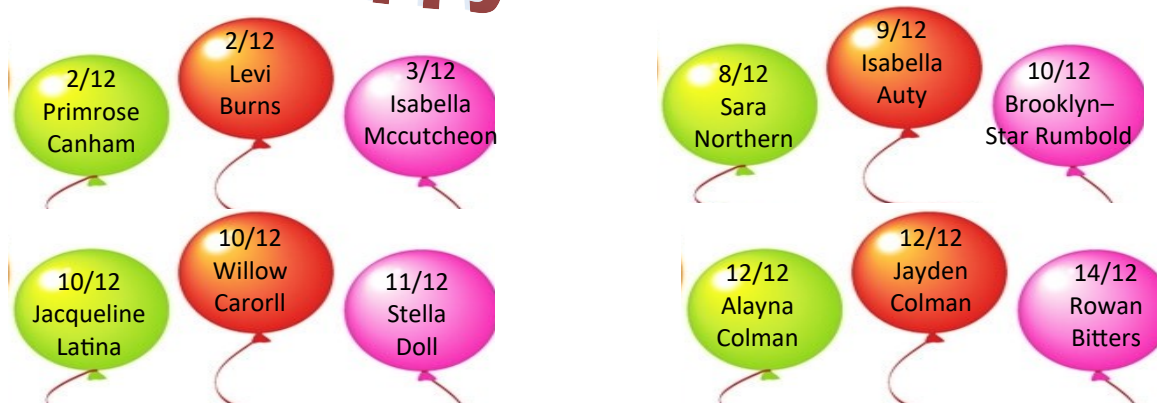 2/12
Primrose
Canham
2/12
Levi
Burns
3/12
Isabella
Mccutcheon
8/12
Sara
Northern
9/12
Isabella
Auty
10/12
Brooklyn–
Star Rumbold
10/12
Jacqueline
Latina
10/12
Willow
Carorll
11/12
Stella
Doll
12/12
Alayna
Colman
12/12
Jayden
Colman
14/12
Rowan
Bitters